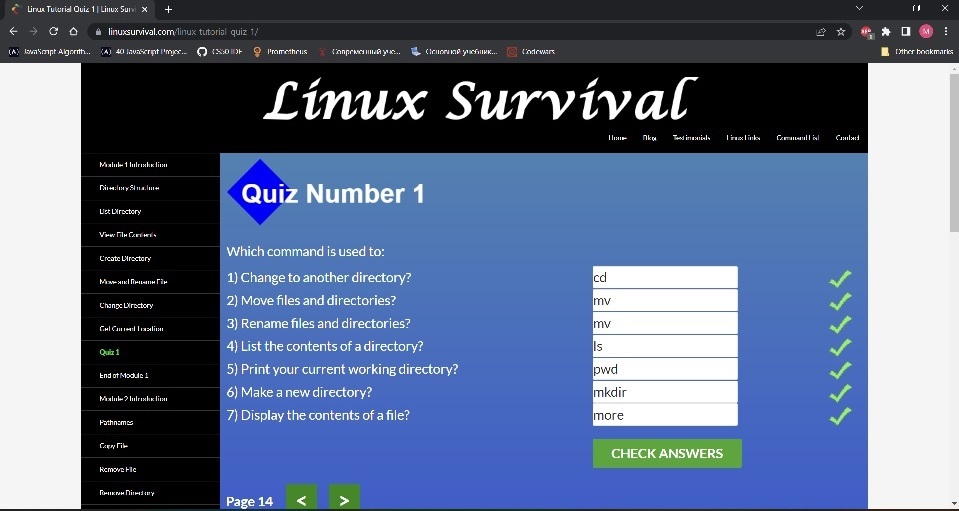 Linux Tutorial Quiz 1 | Linux Survi
linuxsurvival.com/linux-tutorial-quiz-1/
JavaScript Algorith... 40 JavaScript Projec... CS50 IDE Prometheus Современный уче... Основной учебник... Codewars Other bookmarks
Linux Survival
Home Blog Testimonials Linux Links Command List Contact
Module 1 Introduction
Directory Structure
List Directory
View File Contents
Create Directory
Move and Rename File
Change Directory
Get Current Location
Quiz 1
End of Module 1
Module 2 Introduction
Pathnames
Copy File
Remove File
Remove Directory
Quiz Number 1
Which command is used to:
1) Change to another directory? cd
2) Move files and directories? mv
3) Rename files and directories? mv
4) List the contents of a directory? ls
5) Print your current working directory? pwd
6) Make a new directory? mkdir
7) Display the contents of a file? more
CHECK ANSWERS
Page 14 < >